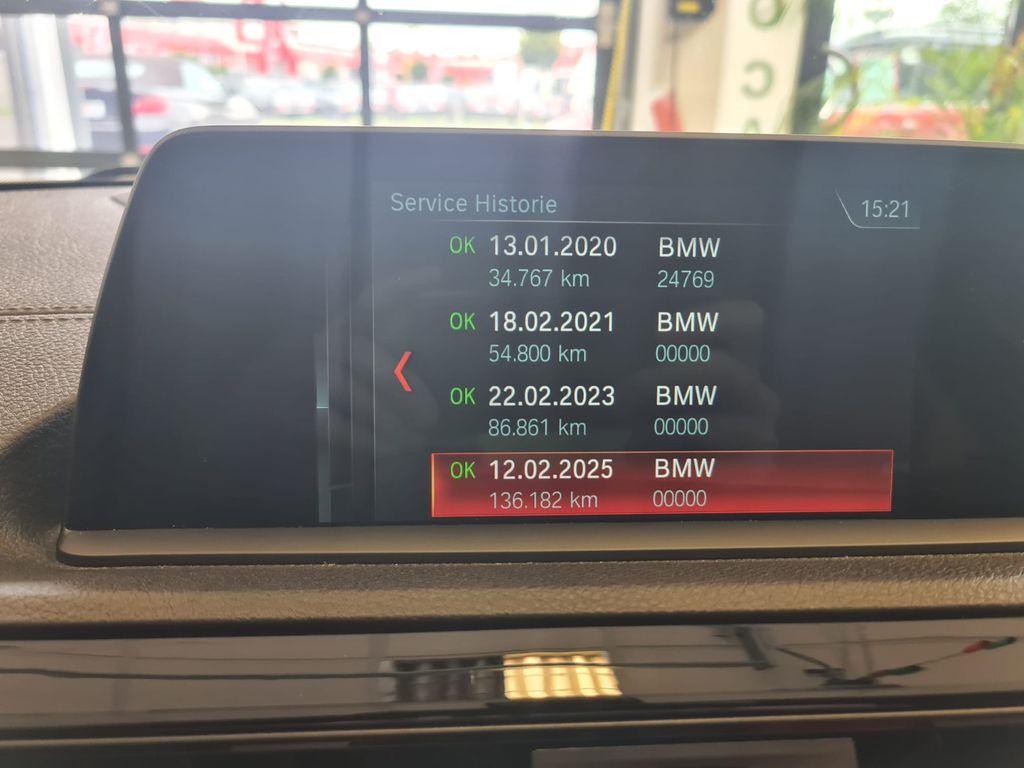 Service Historie
15:21
OK 13.01.2020 BMW
34.767 km 24769
OK 18.02.2021 BMW
54.800 km 00000
OK 22.02.2023 BMW
86.861 km 00000
OK 12.02.2025 BMW
136.182 km 00000